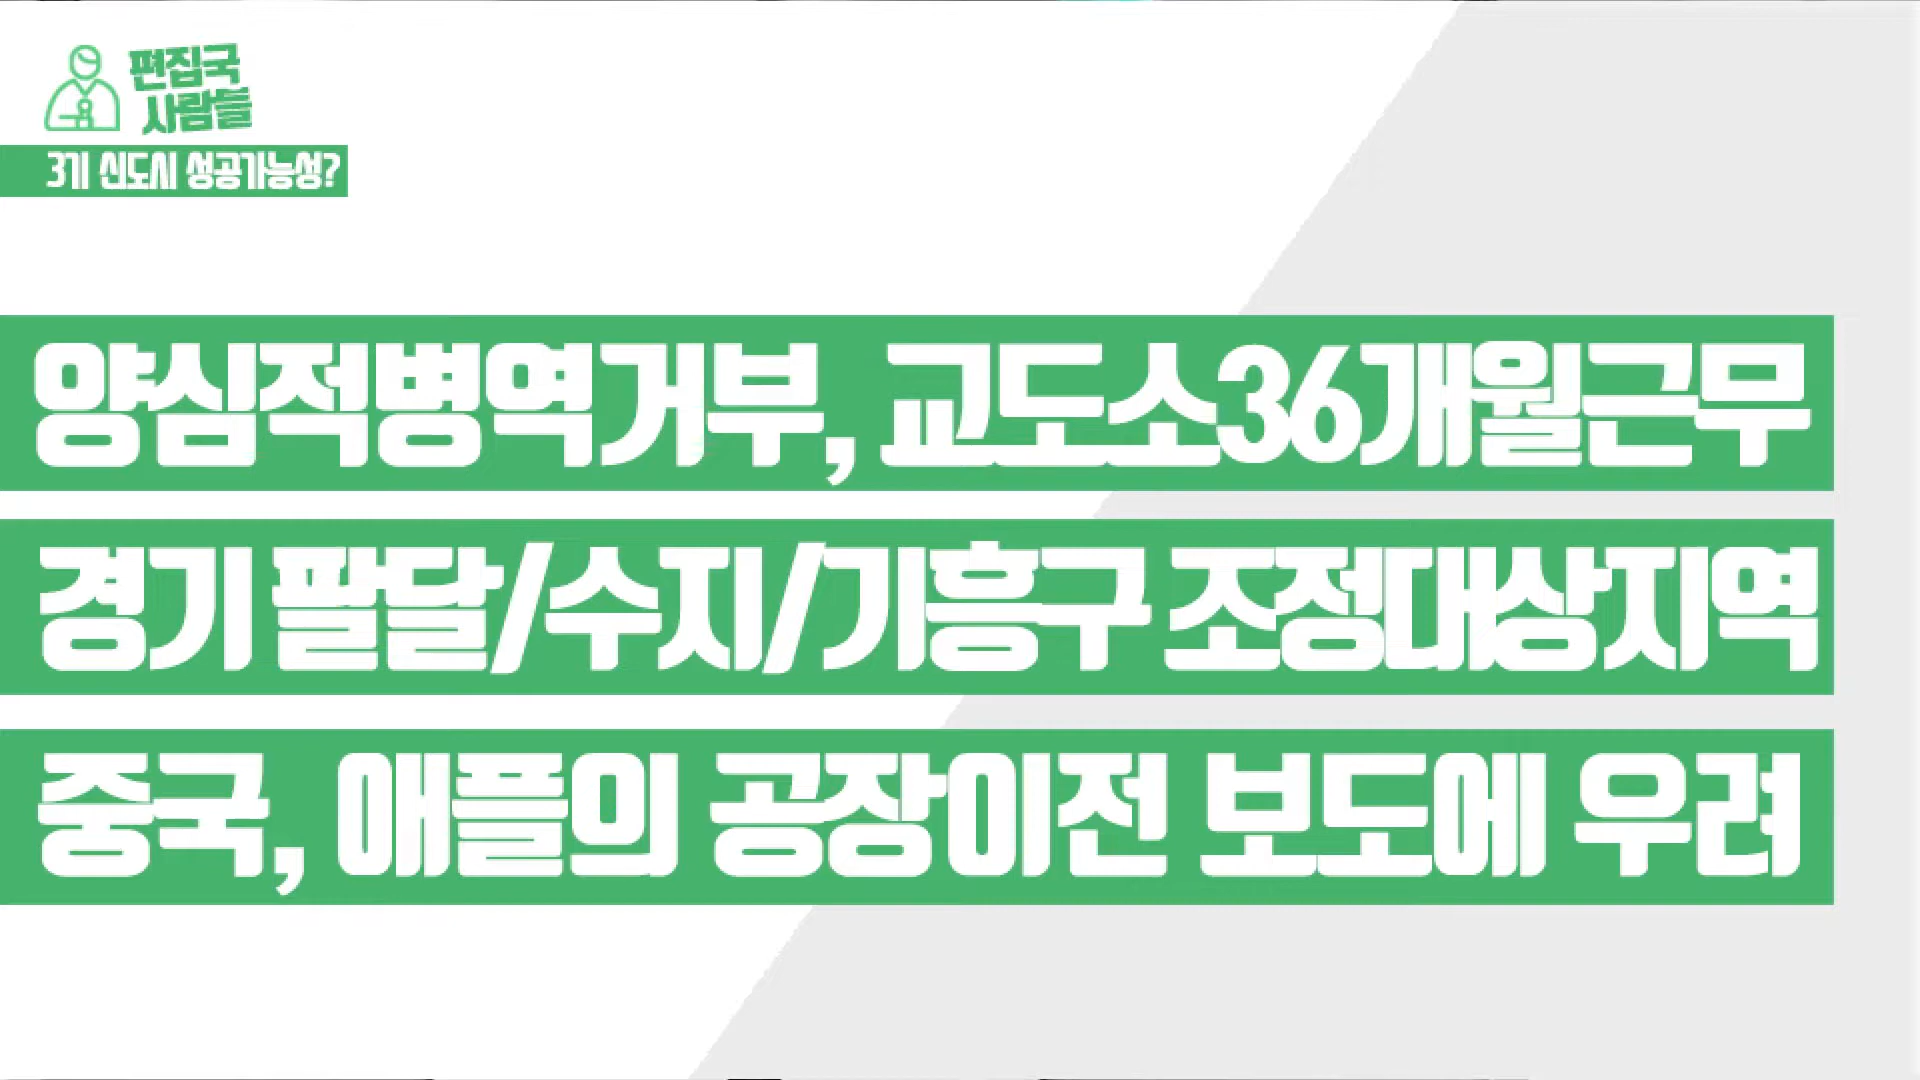 편집국
사람들
3기 신도시 성공가능성?
양심적병역거부, 교도소36개월근무
경기 팔달/수지/기흥구 조정대상지역
중국, 애플의 공장이전 보도에 우려